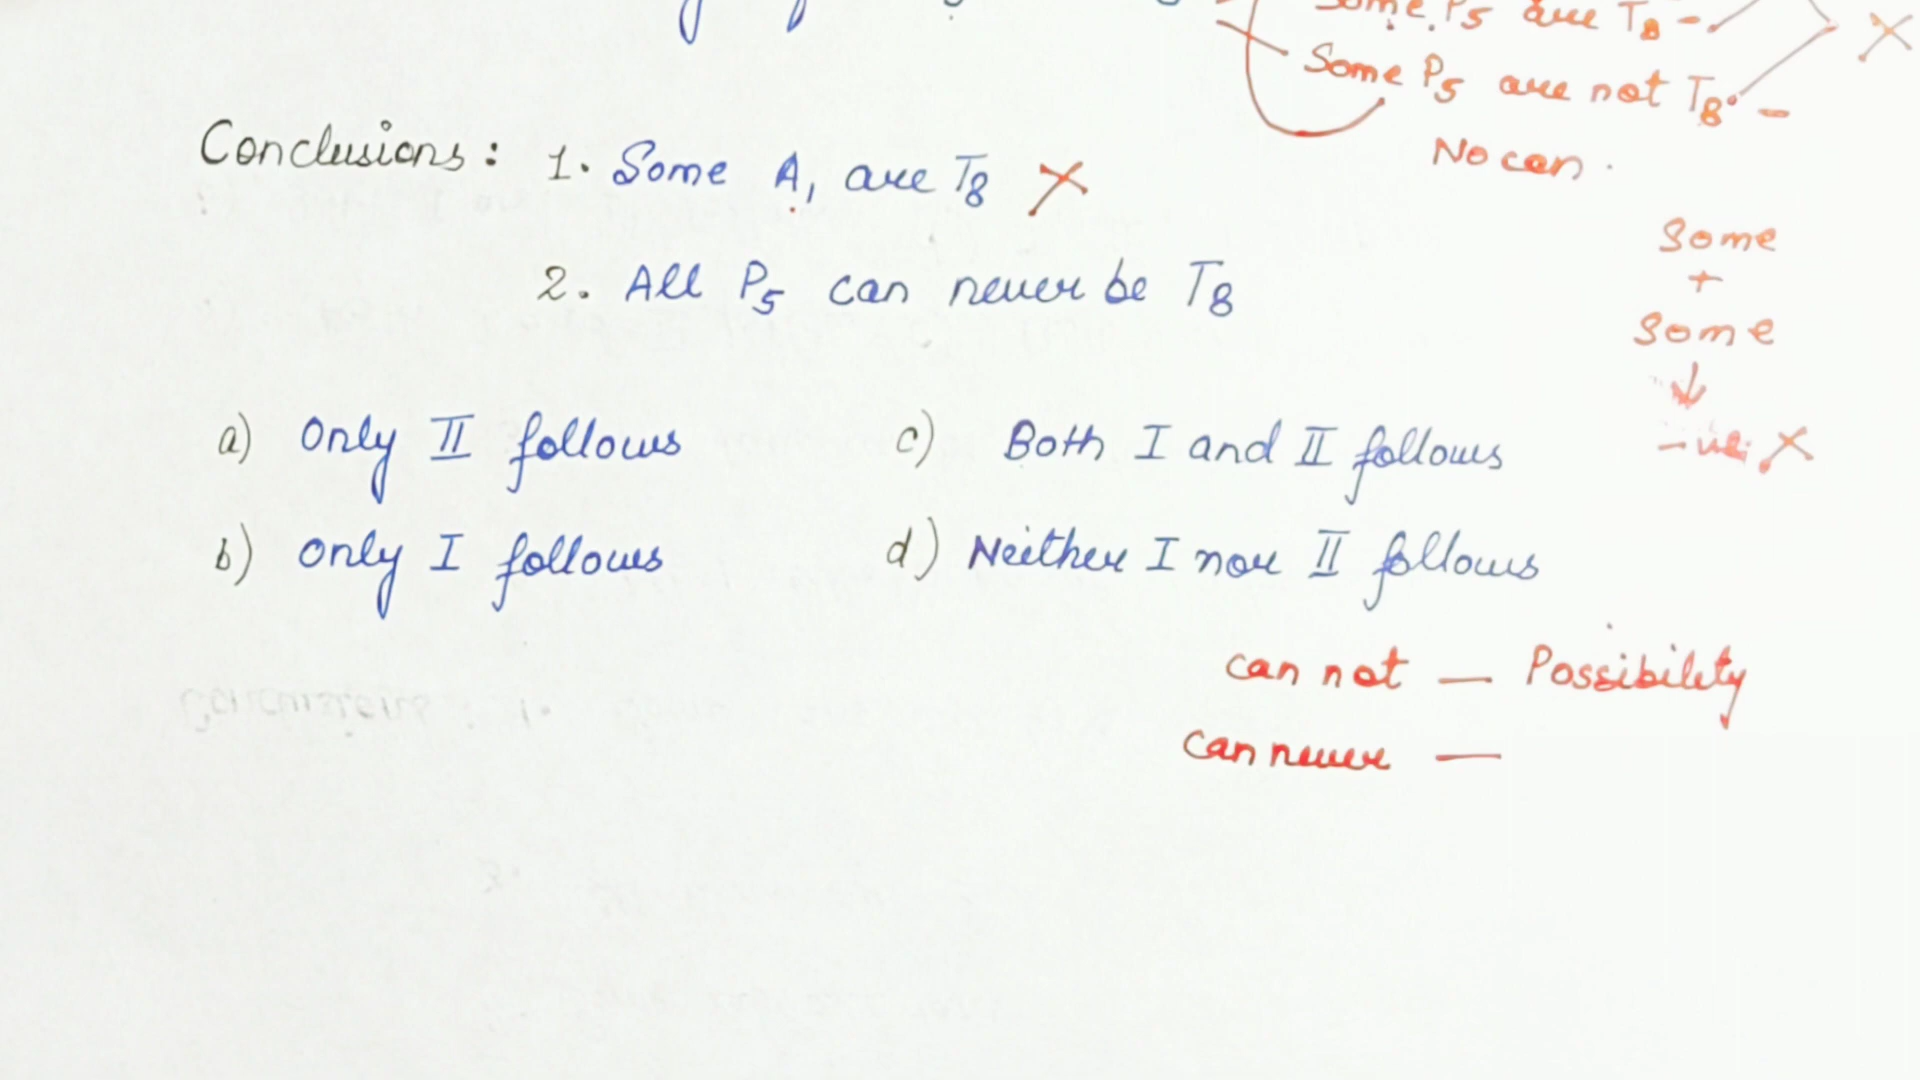 Some P5 are T8 -
Some P5 are not T8 -
No con.
Conclusions: 1. Some A1 are T8 ×
2. All P5 can never be T8
Some
+
Some
↓
-ve. ×
a) Only II follows
b) Only I follows
c) Both I and II follows
d) Neither I nor II follows
can not — Possibility
can never —